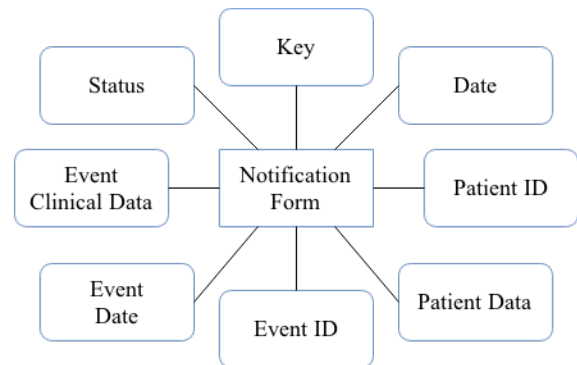 Key
Status
Date
Event
Clinical Data
Notification
Form
Patient ID
Event
Date
Event ID
Patient Data